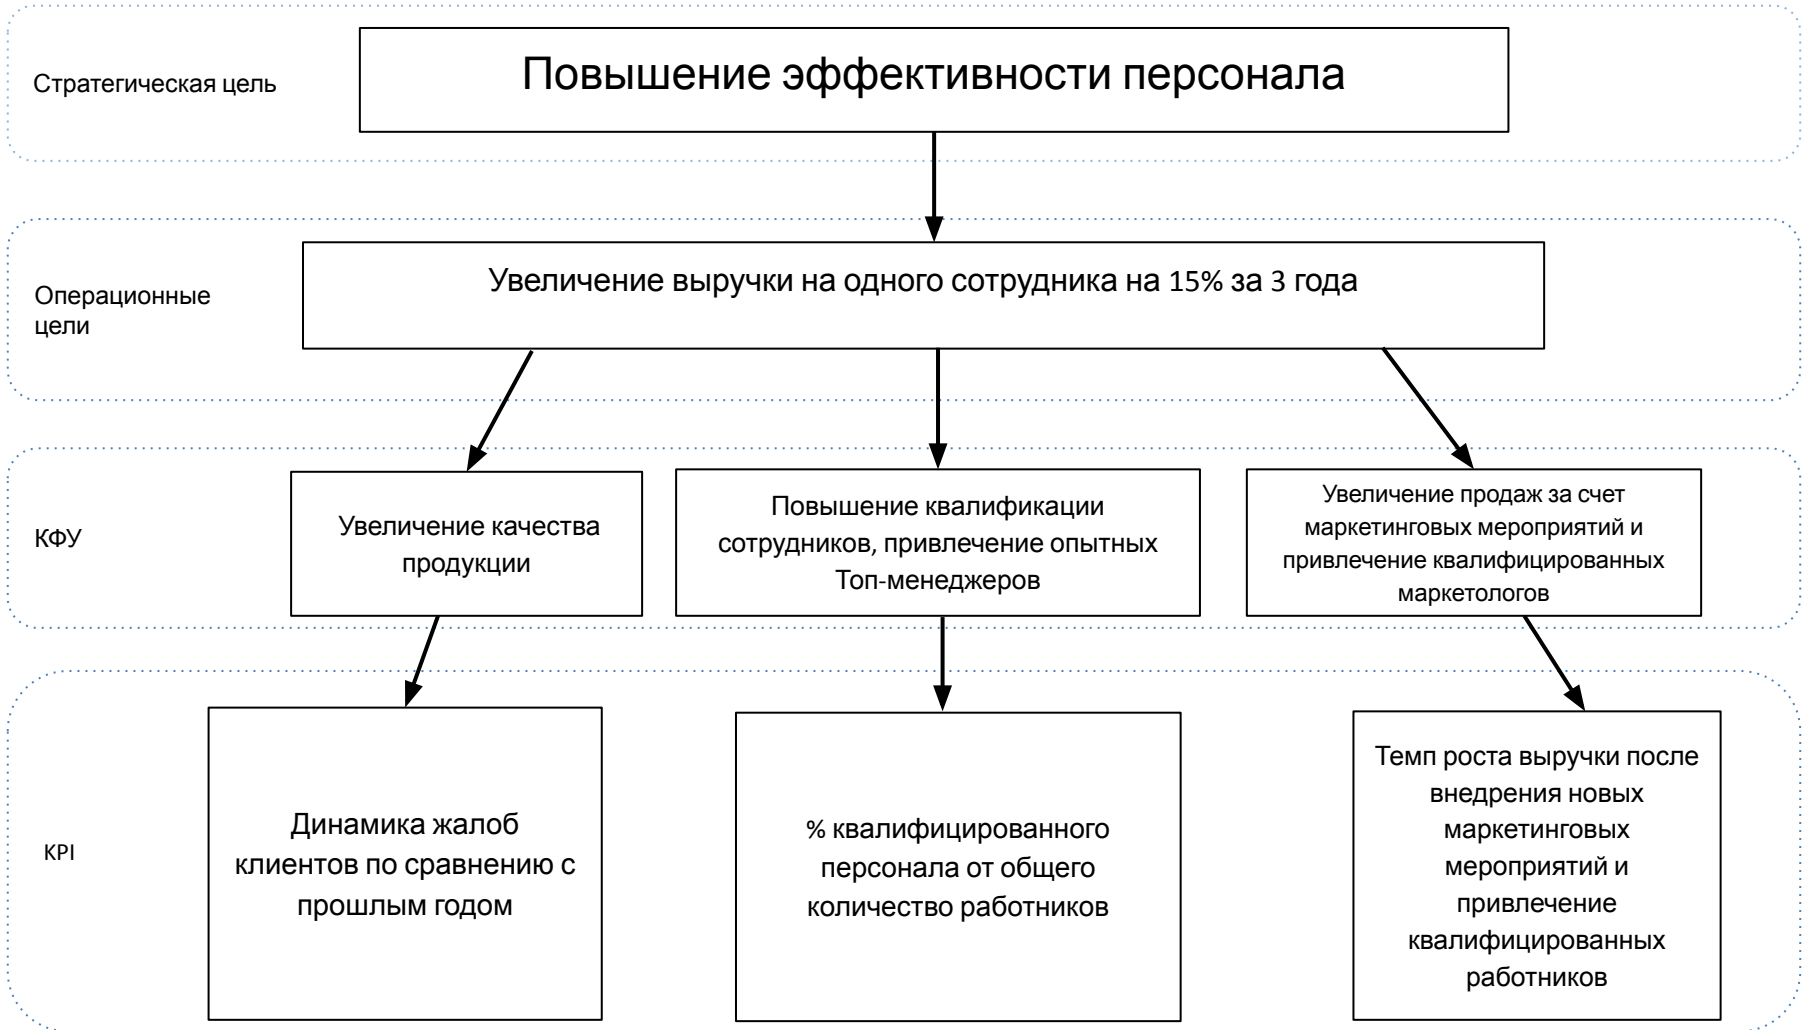 Стратегическая цель
Повышение эффективности персонала
Операционные
цели
Увеличение выручки на одного сотрудника на 15% за 3 года
КФУ
Увеличение качества
продукции
Повышение квалификации
сотрудников, привлечение опытных
Топ-менеджеров
Увеличение продаж за счет
маркетинговых мероприятий и
привлечение квалифицированных
маркетологов
KPI
Динамика жалоб
клиентов по сравнению с
прошлым годом
% квалифицированного
персонала от общего
количество работников
Темп роста выручки после
внедрения новых
маркетинговых
мероприятий и
привлечение
квалифицированных
работников